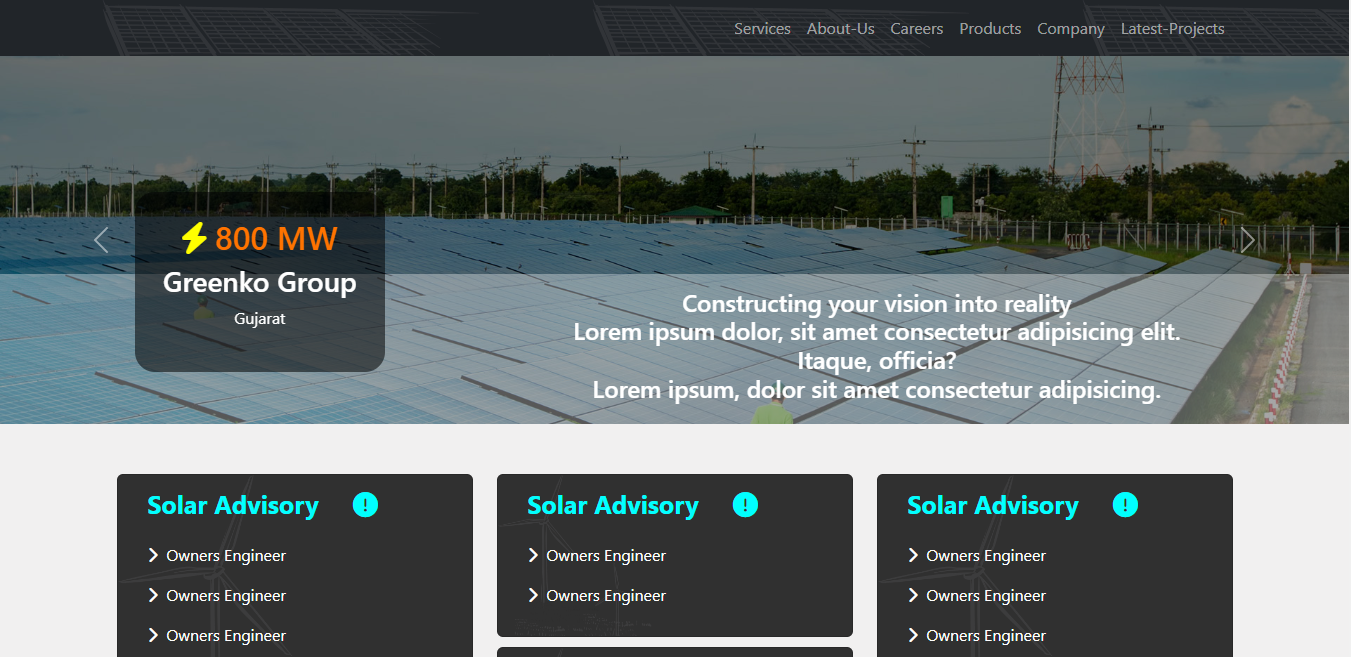 Services About-Us Careers Products Company Latest-Projects
800 MW
Greenko Group
Gujarat
Constructing your vision into reality
Lorem ipsum dolor, sit amet consectetur adipisicing elit.
Itaque, officia?
Lorem ipsum, dolor sit amet consectetur adipisicing.
Solar Advisory
Owners Engineer
Owners Engineer
Owners Engineer
Solar Advisory
Owners Engineer
Owners Engineer
Solar Advisory
Owners Engineer
Owners Engineer
Owners Engineer